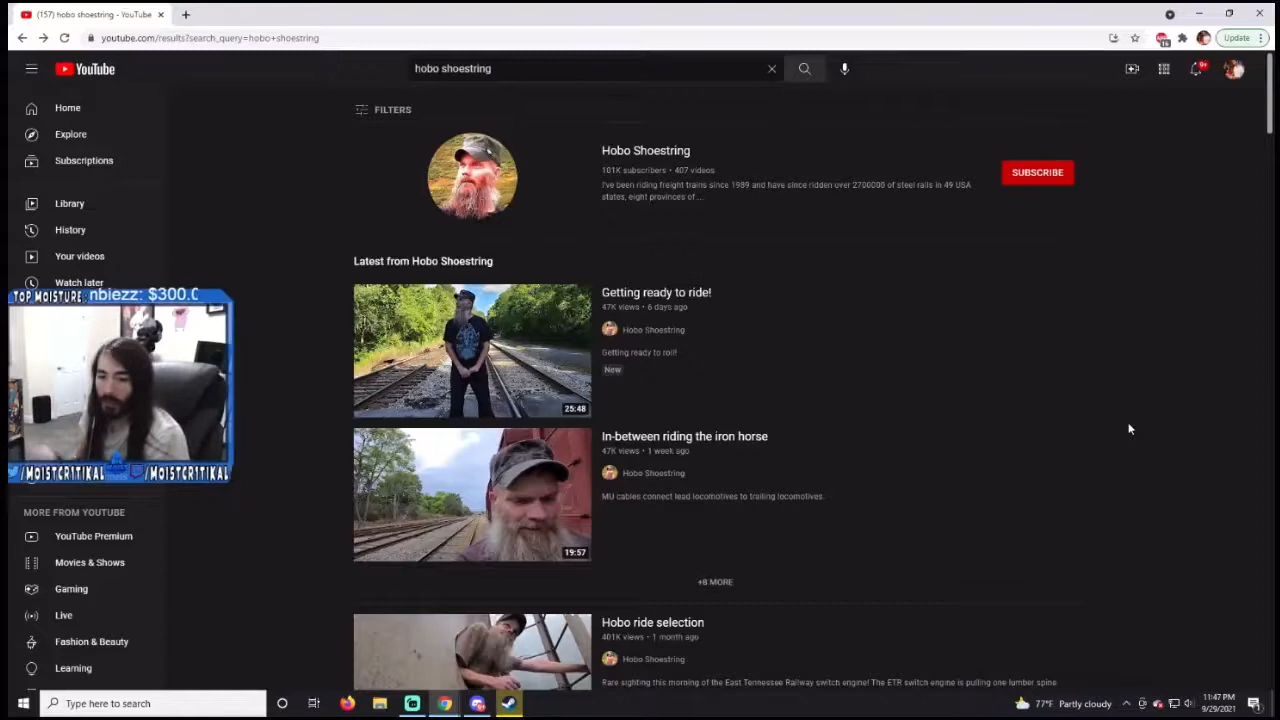 (157) hobo shoestring - YouTube
youtube.com/results?search_query=hobo+shoestring
Update
YouTube
hobo shoestring
9+
Home
Explore
Subscriptions
Library
History
Your videos
Watch later
TOP MOISTURE: nbiezz: $300.0
/MOISTCR1TIKAL /MOISTCR1TIKAL
MORE FROM YOUTUBE
YouTube Premium
Movies & Shows
Gaming
Live
Fashion & Beauty
Learning
FILTERS
Hobo Shoestring
101K subscribers • 407 videos
I've been riding freight trains since 1989 and have since ridden over 2700000 of steel rails in 49 USA
states, eight provinces of ...
SUBSCRIBE
Latest from Hobo Shoestring
Getting ready to ride!
47K views • 6 days ago
Hobo Shoestring
Getting ready to roll!
New
25:48
In-between riding the iron horse
47K views • 1 week ago
Hobo Shoestring
MU cables connect lead locomotives to trailing locomotives.
19:57
+8 MORE
Hobo ride selection
401K views • 1 month ago
Hobo Shoestring
Rare sighting this morning of the East Tennessee Railway switch engine! The ETR switch engine is pulling one lumber spine
Type here to search
77°F Partly cloudy
11:47 PM
9/29/2021